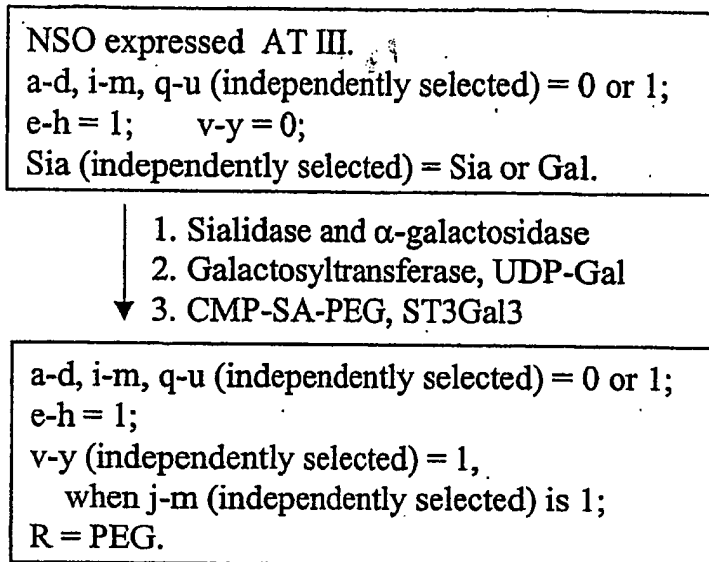 NSO expressed AT III.
a-d, i-m, q-u (independently selected) = 0 or 1;
e-h = 1; v-y = 0;
Sia (independently selected) = Sia or Gal.
1. Sialidase and α-galactosidase
2. Galactosyltransferase, UDP-Gal
3. CMP-SA-PEG, ST3Gal3
a-d, i-m, q-u (independently selected) = 0 or 1;
e-h = 1;
v-y (independently selected) = 1,
when j-m (independently selected) is 1;
R = PEG.